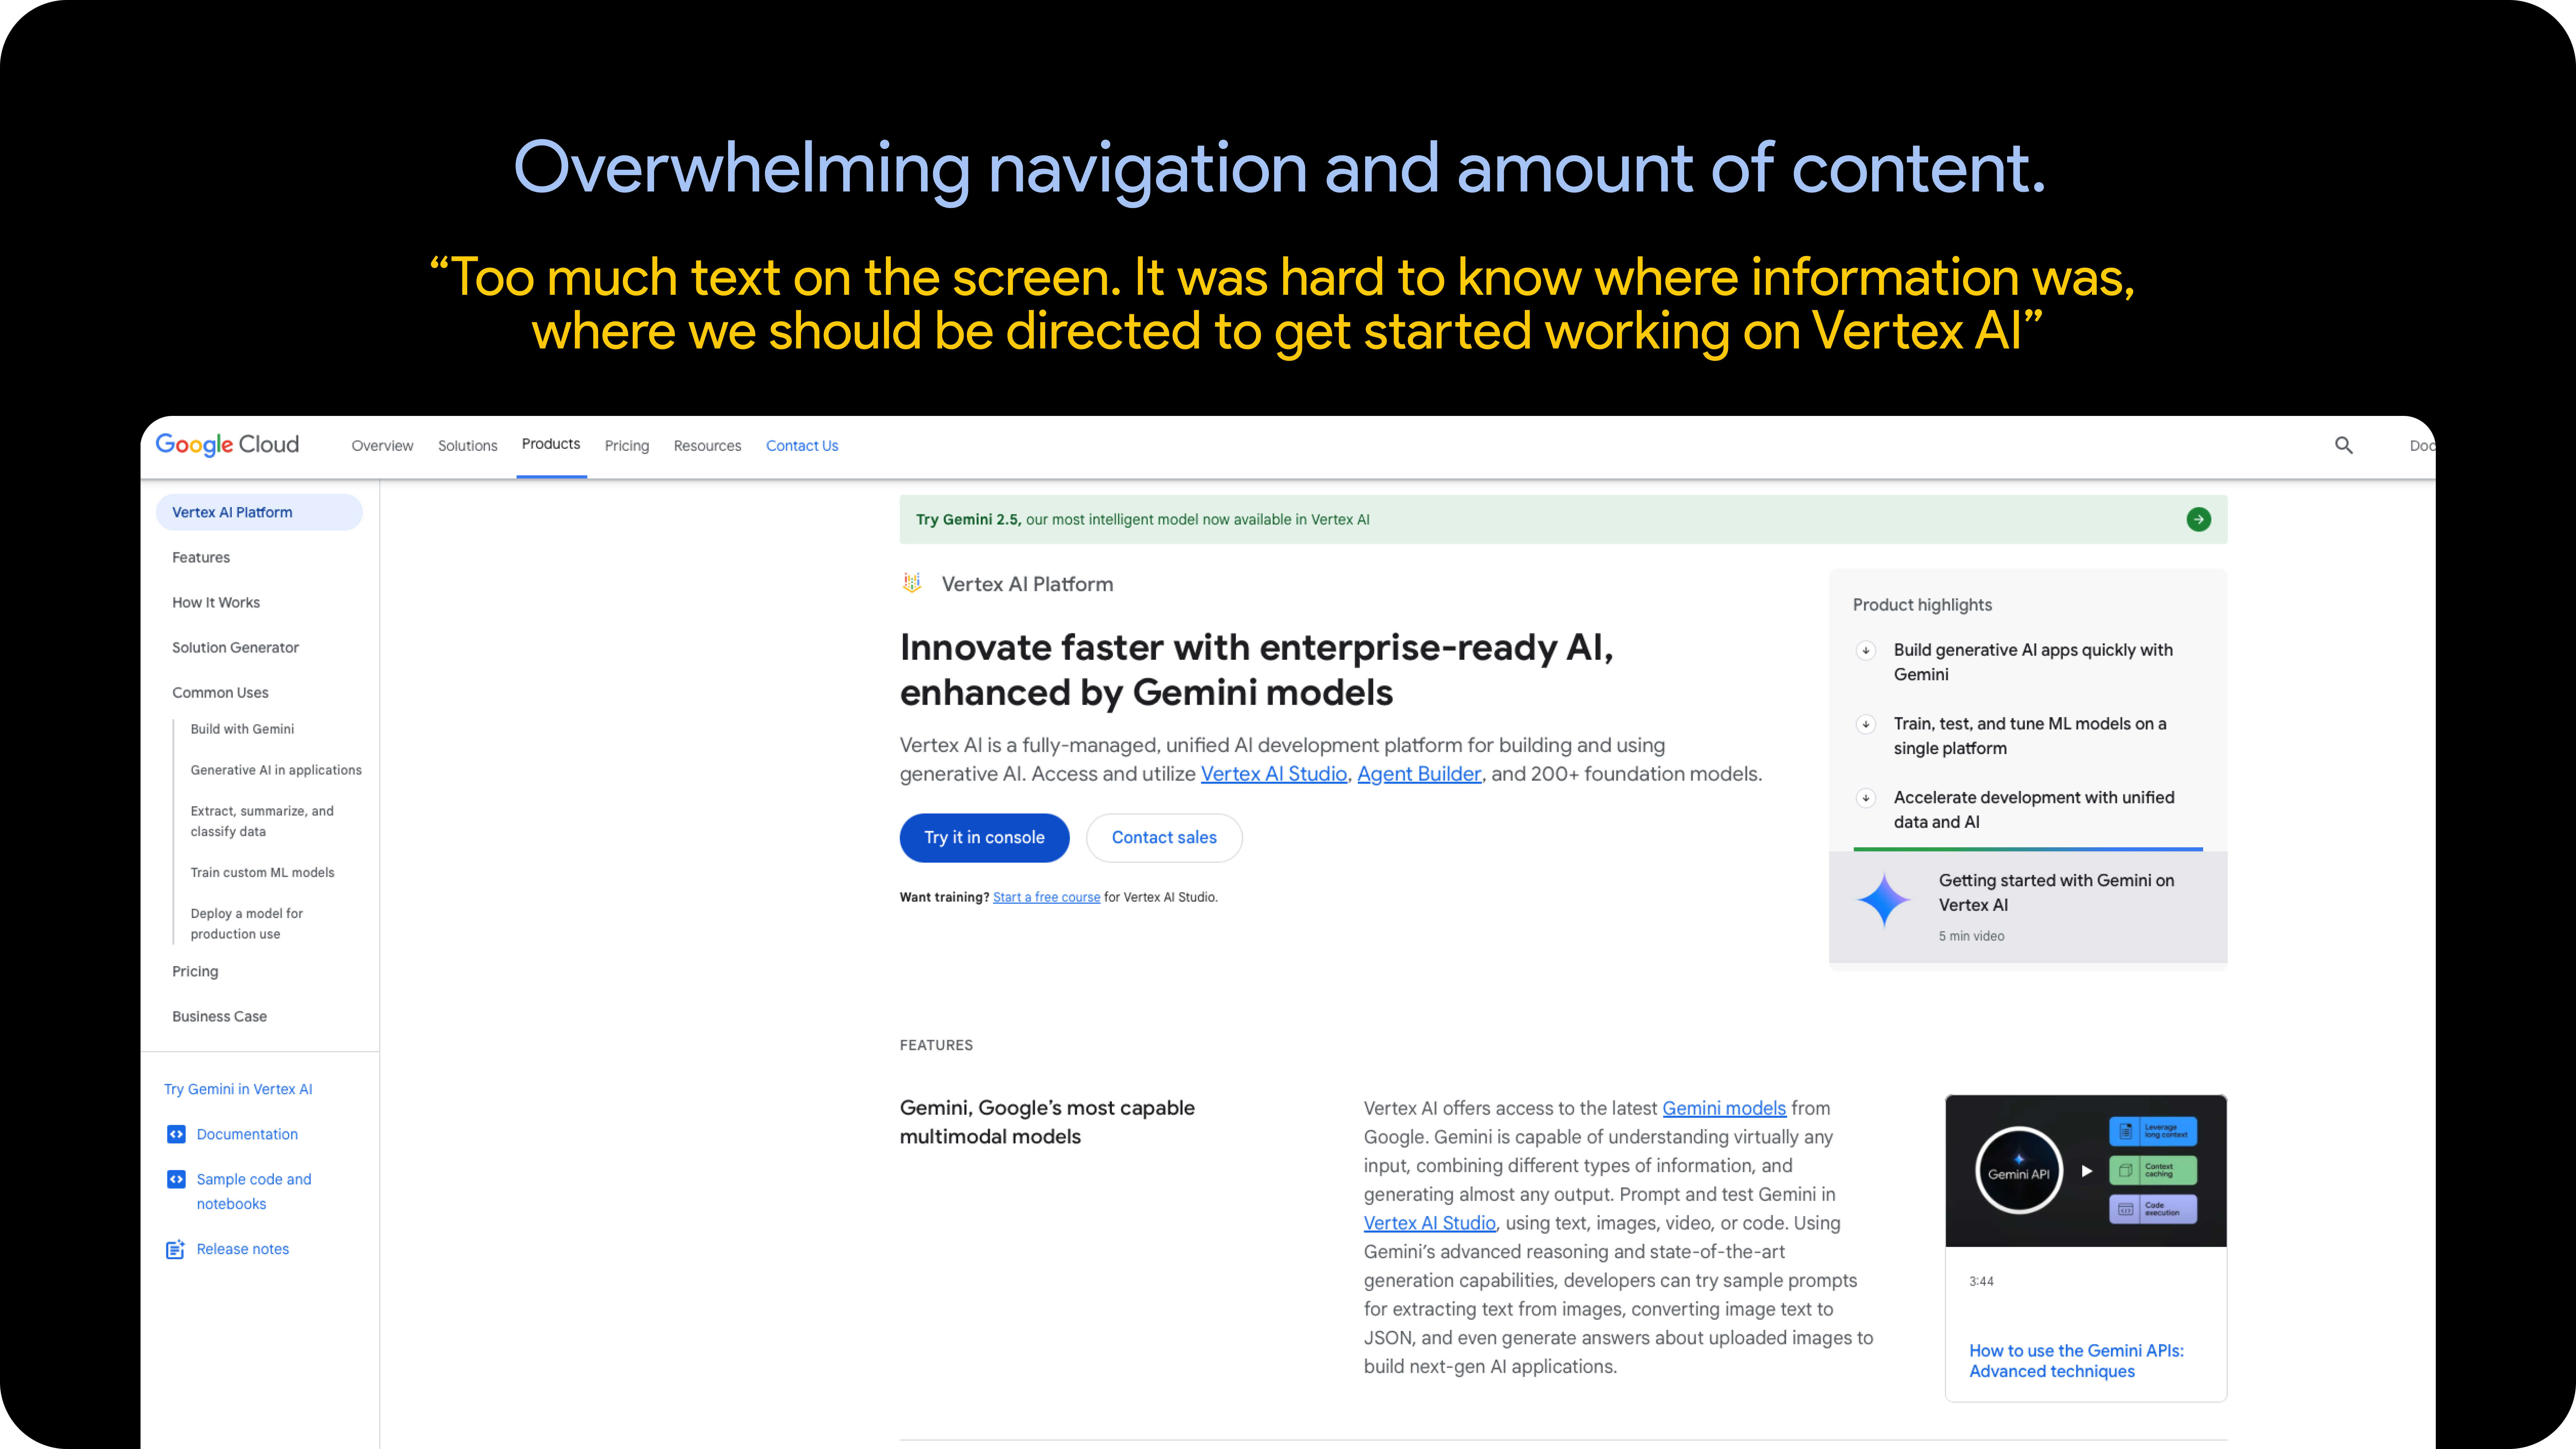 Overwhelming navigation and amount of content.
“Too much text on the screen. It was hard to know where information was,
where we should be directed to get started working on Vertex AI”
Google Cloud
Overview
Solutions
Products
Pricing
Resources
Contact Us
Doc
Vertex AI Platform
Features
How It Works
Solution Generator
Common Uses
Build with Gemini
Generative AI in applications
Extract, summarize, and
classify data
Train custom ML models
Deploy a model for
production use
Pricing
Business Case
Try Gemini in Vertex AI
Documentation
Sample code and
notebooks
Release notes
Try Gemini 2.5, our most intelligent model now available in Vertex AI
Vertex AI Platform
Innovate faster with enterprise-ready AI,
enhanced by Gemini models
Vertex AI is a fully-managed, unified AI development platform for building and using
generative AI. Access and utilize Vertex AI Studio, Agent Builder, and 200+ foundation models.
Try it in console
Contact sales
Want training? Start a free course for Vertex AI Studio.
Product highlights
Build generative AI apps quickly with
Gemini
Train, test, and tune ML models on a
single platform
Accelerate development with unified
data and AI
Getting started with Gemini on
Vertex AI
5 min video
FEATURES
Gemini, Google’s most capable
multimodal models
Vertex AI offers access to the latest Gemini models from
Google. Gemini is capable of understanding virtually any
input, combining different types of information, and
generating almost any output. Prompt and test Gemini in
Vertex AI Studio, using text, images, video, or code. Using
Gemini’s advanced reasoning and state-of-the-art
generation capabilities, developers can try sample prompts
for extracting text from images, converting image text to
JSON, and even generate answers about uploaded images to
build next-gen AI applications.
Gemini API
Leverage
long context
Context
caching
Code
execution
3:44
How to use the Gemini APIs:
Advanced techniques